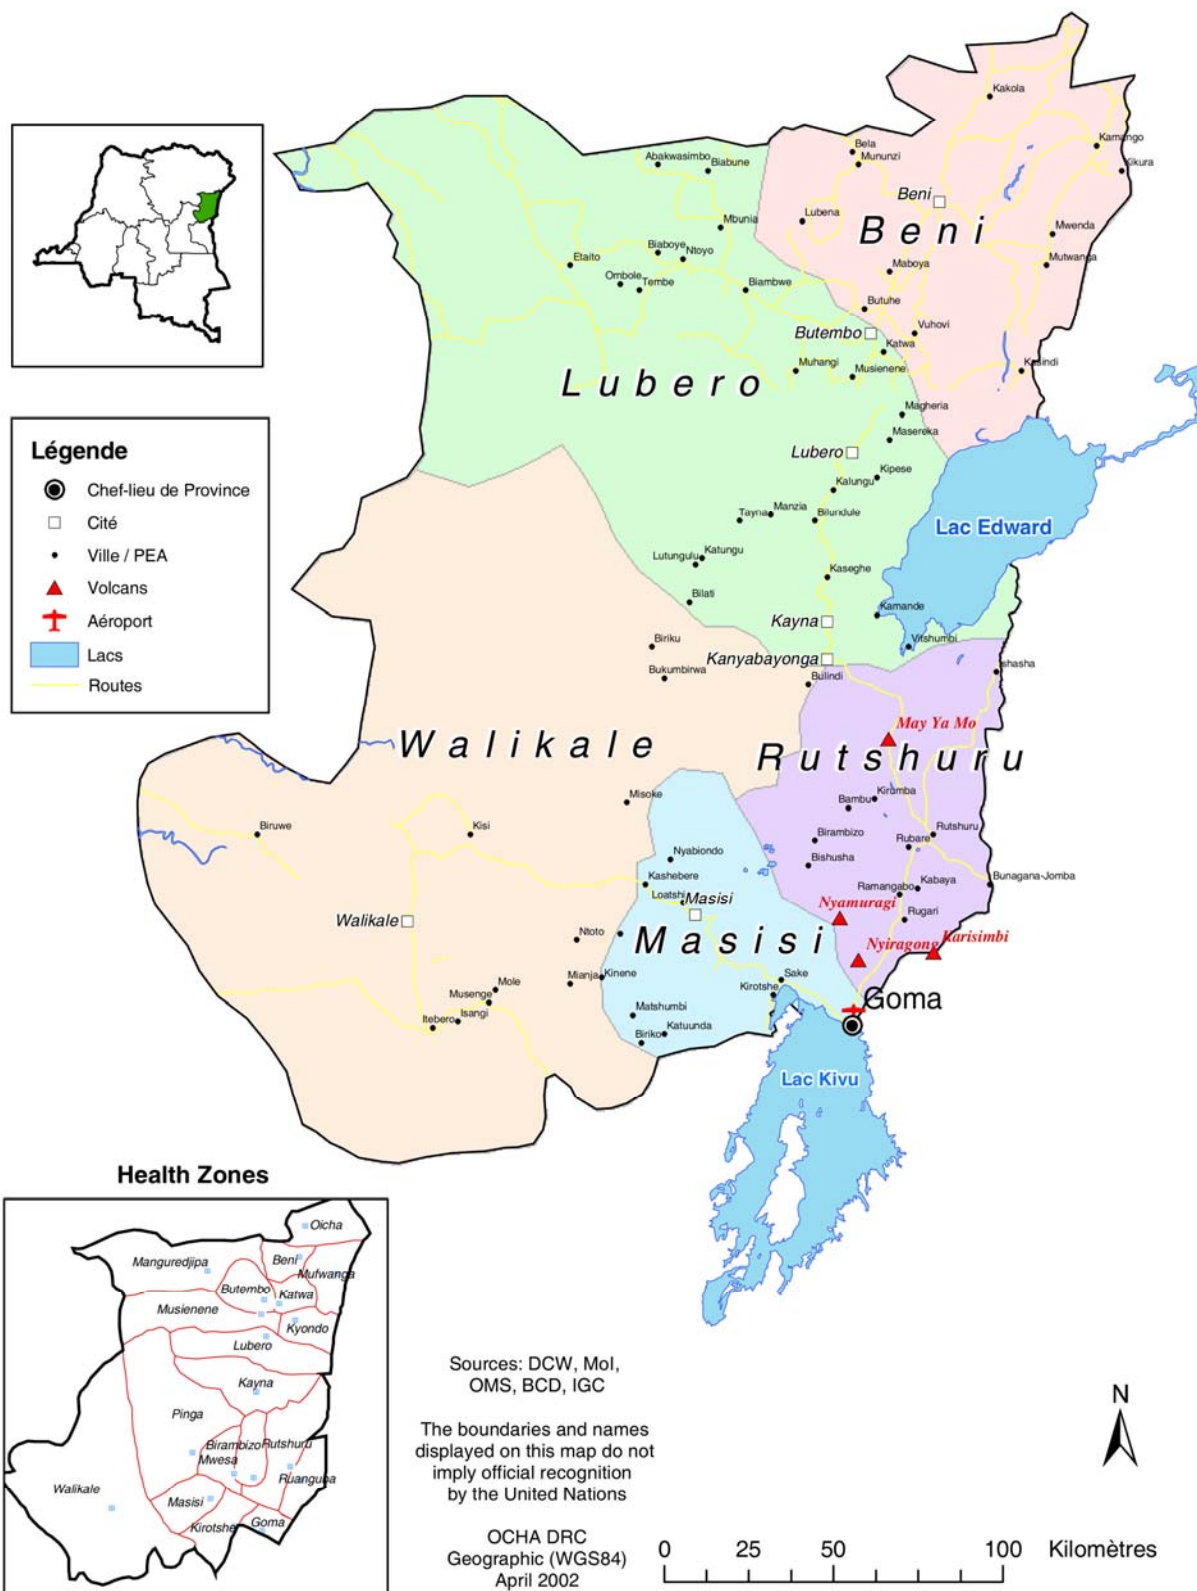 Kakola
Kamango
Kikura
Bela
Mununzi
Abakwasimbo
Biabune
Beni
Lubena
Mbunia
Beni
Mwenda
Biaboye
Ntoyo
Etaito
Mutwanga
Maboya
Ombole
Tembe
Biambwe
Butuhe
Butembo
Vuhovi
Katwa
Muhangi
Musienene
Kasindi
Lubero
Magheria
Masereka
Lubero
Kipese
Kalungu
Manzia
Tayna
Bilundule
Lac Edward
Katungu
Lutungulu
Kaseghe
Bilati
Kamande
Kayna
Biriku
Vitshumbi
Kanyabayonga
Bukumbirwa
Bulindi
Ishasha
May Ya Mo
Walikale
Rutshuru
Misoke
Kirumba
Bambu
Biruwe
Kisi
Birambizo
Rubare
Rutshuru
Nyabiondo
Bishusha
Kashebere
Loatshi
Masisi
Ramangabo
Kabaya
Bunagana-Jomba
Nyamuragi
Rugari
Walikale
Ntoto
Masisi
Nyiragong
Karisimbi
Mianja
Kinene
Sake
Mole
Musenge
Kirotshe
Goma
Matshumbi
Itebero
Isangi
Biriko
Katuunda
Lac Kivu
Légende
Chef-lieu de Province
Cité
Ville / PEA
Volcans
Aéroport
Lacs
Routes
Health Zones
Oicha
Manguredjipa
Beni
Mufwanga
Butembo
Katwa
Musienene
Kyondo
Lubero
Kayna
Pinga
Birambizo
Rutshuru
Mwesa
Ruanguba
Walikale
Masisi
Kirotshe
Goma
Sources: DCW, MoI,
OMS, BCD, IGC
The boundaries and names
displayed on this map do not
imply official recognition
by the United Nations
OCHA DRC
Geographic (WGS84)
April 2002
N
0 25 50 100 Kilomètres